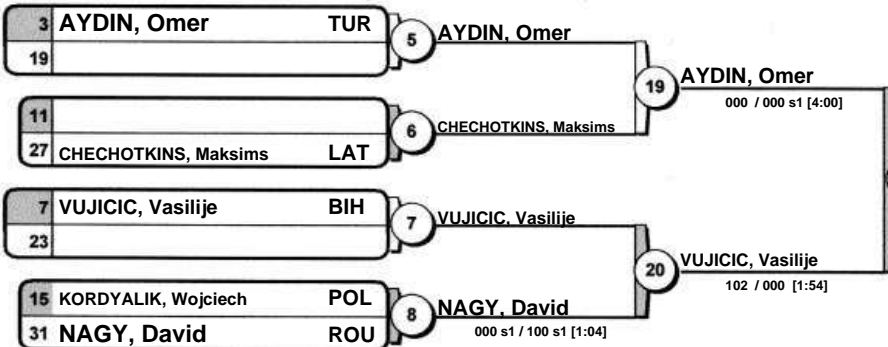 3 AYDIN, Omer TUR
19
5 AYDIN, Omer
11
27 CHECHOTKINS, Maksims LAT
6 CHECHOTKINS, Maksims
19 AYDIN, Omer
000 / 000 s1 [4:00]
7 VUJICIC, Vasilije BIH
23
7 VUJICIC, Vasilije
15 KORDYALIK, Wojciech POL
31 NAGY, David ROU
8 NAGY, David
000 s1 / 100 s1 [1:04]
20 VUJICIC, Vasilije
102 / 000 [1:54]